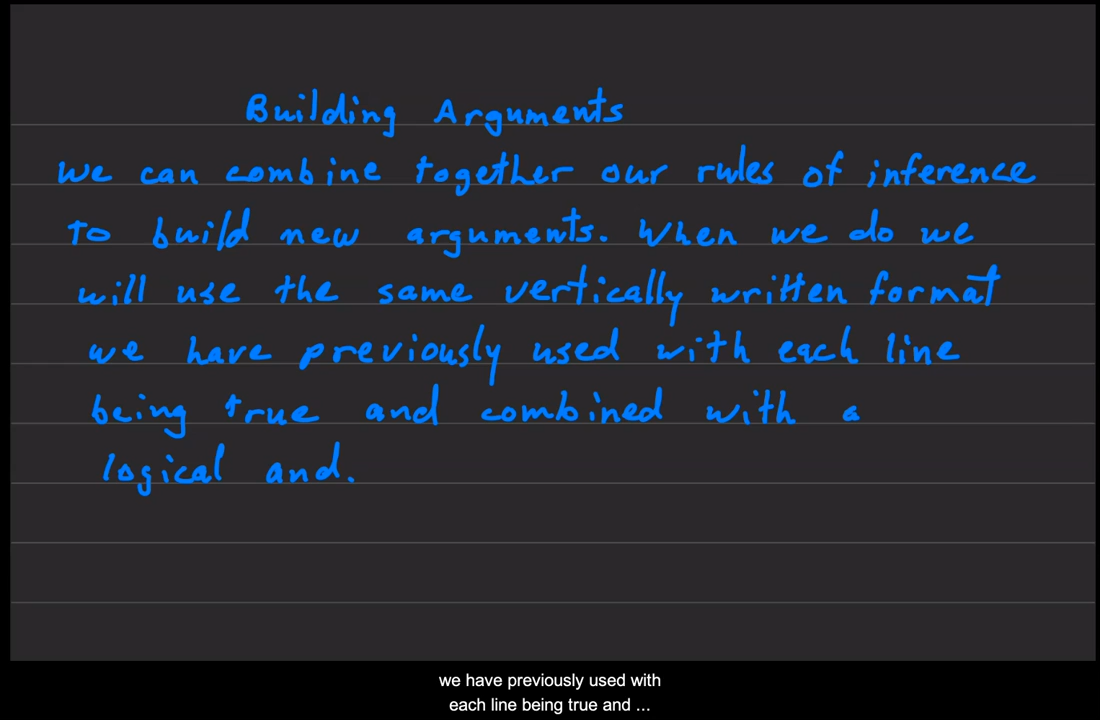 Building Arguments
we can combine together our rules of inference
to build new arguments. When we do we
will use the same vertically written format
we have previously used with each line
being true and combined with a
logical and.
we have previously used with
each line being true and ...